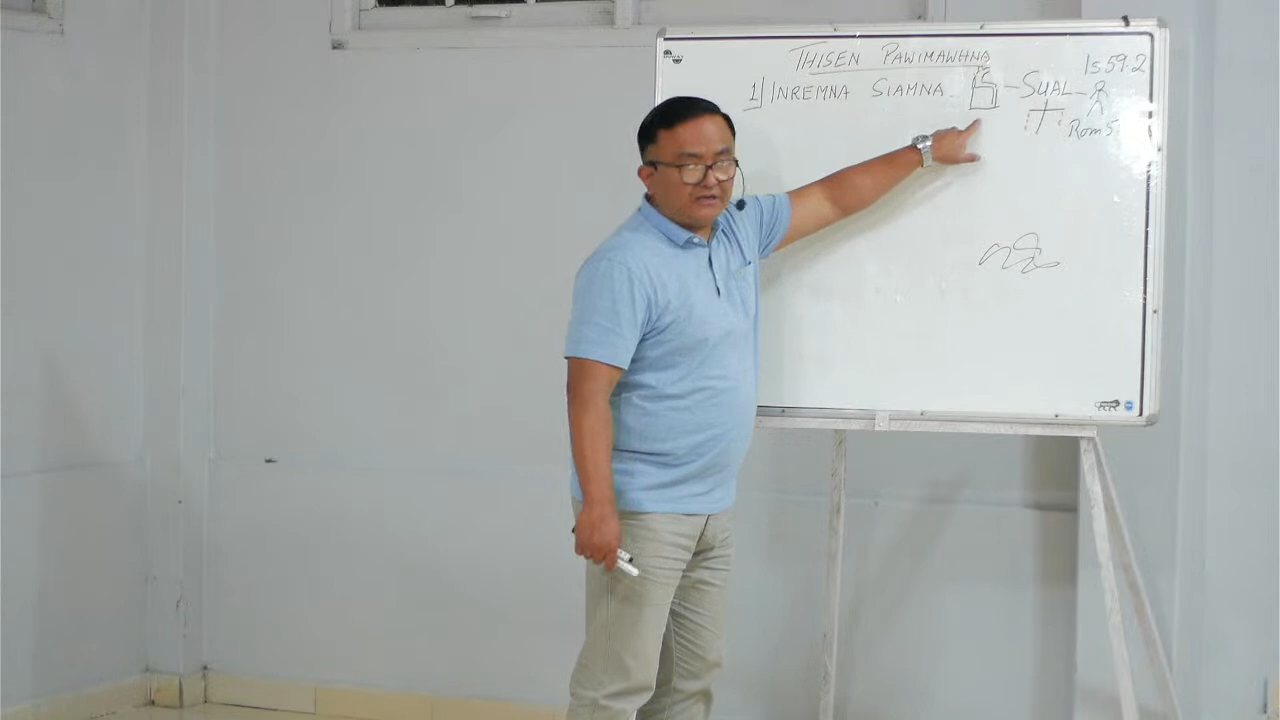 THISEN PAWIMAWHNA
Is 59:2
1) INREMNA SIAMNA - SUAL -
Rom 5